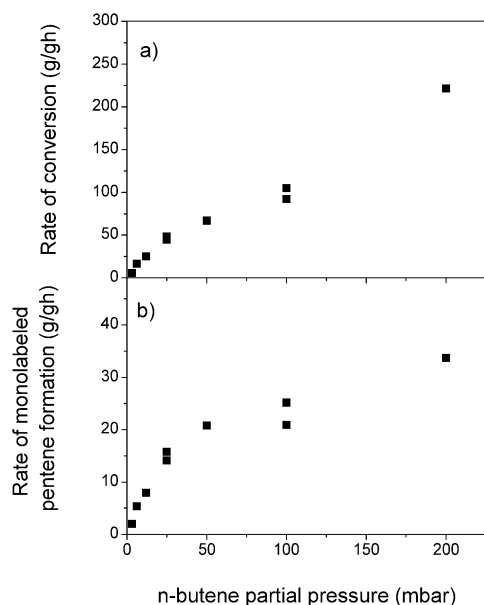 300
250
200
150
100
50
0
Rate of conversion (g/gh)
a)
40
30
20
10
0
Rate of monolabeled
pentene formation (g/gh)
b)
0
50
100
150
200
n-butene partial pressure (mbar)